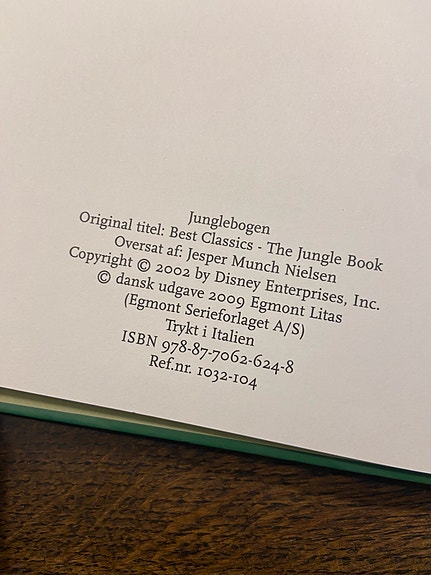 Junglebogen
Original titel: Best Classics - The Jungle Book
Oversat af: Jesper Munch Nielsen
Copyright © 2002 by Disney Enterprises, Inc.
© dansk udgave 2009 Egmont Litas
(Egmont Serieforlaget A/S)
Trykt i Italien
ISBN 978-87-7062-624-8
Ref.nr. 1032-104